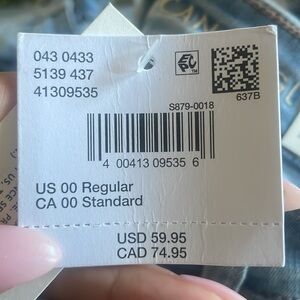 043 0433
5139 437
41309535
637B
S879-0018
4 00413 09535 6
US 00 Regular
CA 00 Standard
USD 59.95
CAD 74.95